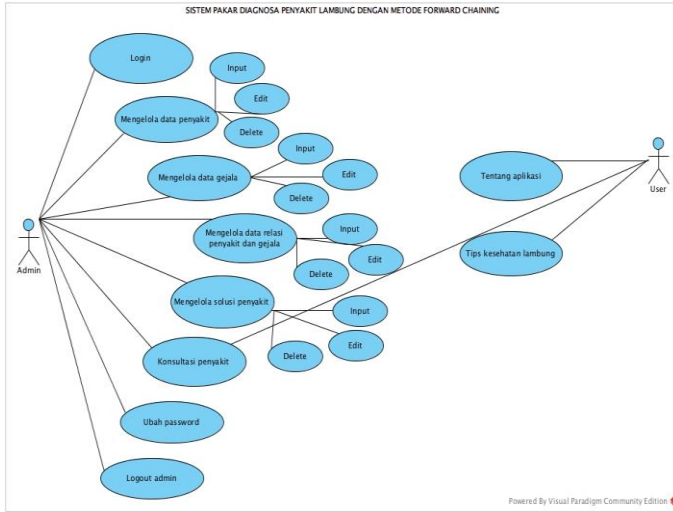 SISTEM PAKAR DIAGNOSA PENYAKIT LAMBUNG DENGAN METODE FORWARD CHAINING
Login
Input
Edit
Mengelola data penyakit
Delete
Input
Mengelola data gejala
Edit
Delete
Mengelola data relasi
penyakit dan gejala
Input
Edit
Delete
Mengelola solusi penyakit
Input
Edit
Delete
Konsultasi penyakit
Ubah password
Logout admin
Admin
Tentang aplikasi
Tips kesehatan lambung
User
Powered By Visual Paradigm Community Edition